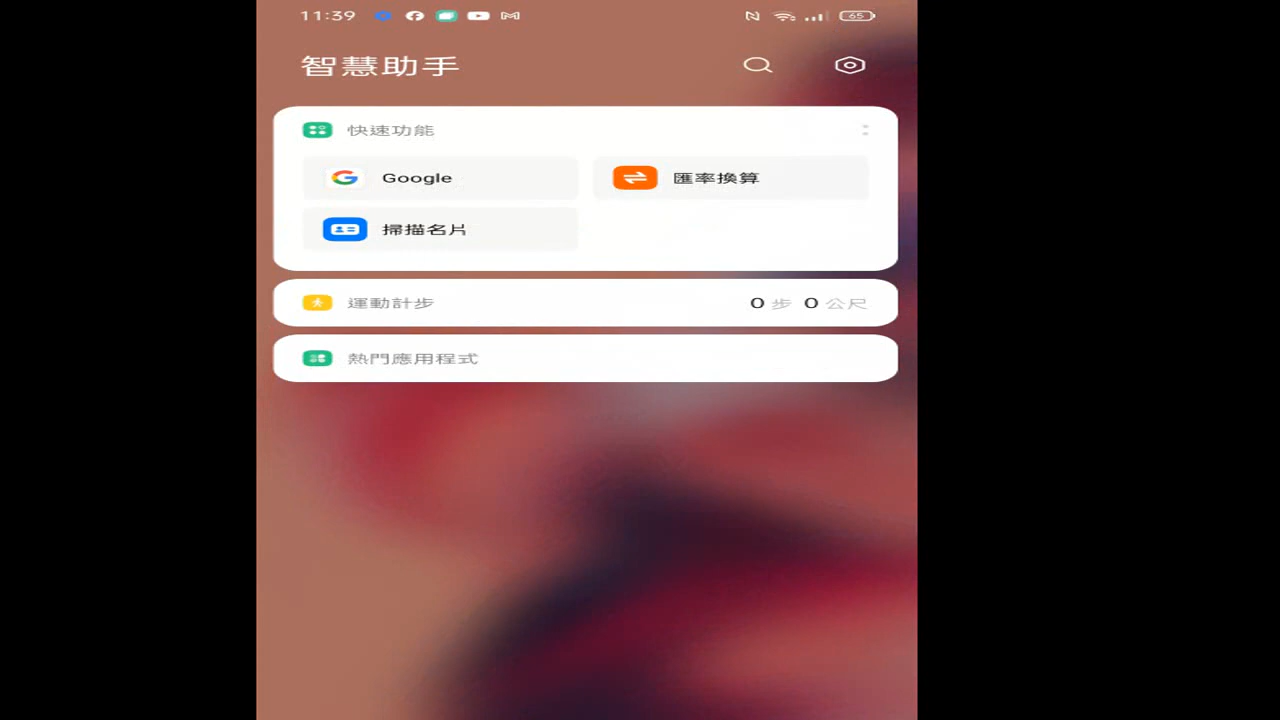 11:39 65
智慧助手
快速功能
Google 匯率換算
掃描名片
運動計步 0 步 0 公尺
熱門應用程式